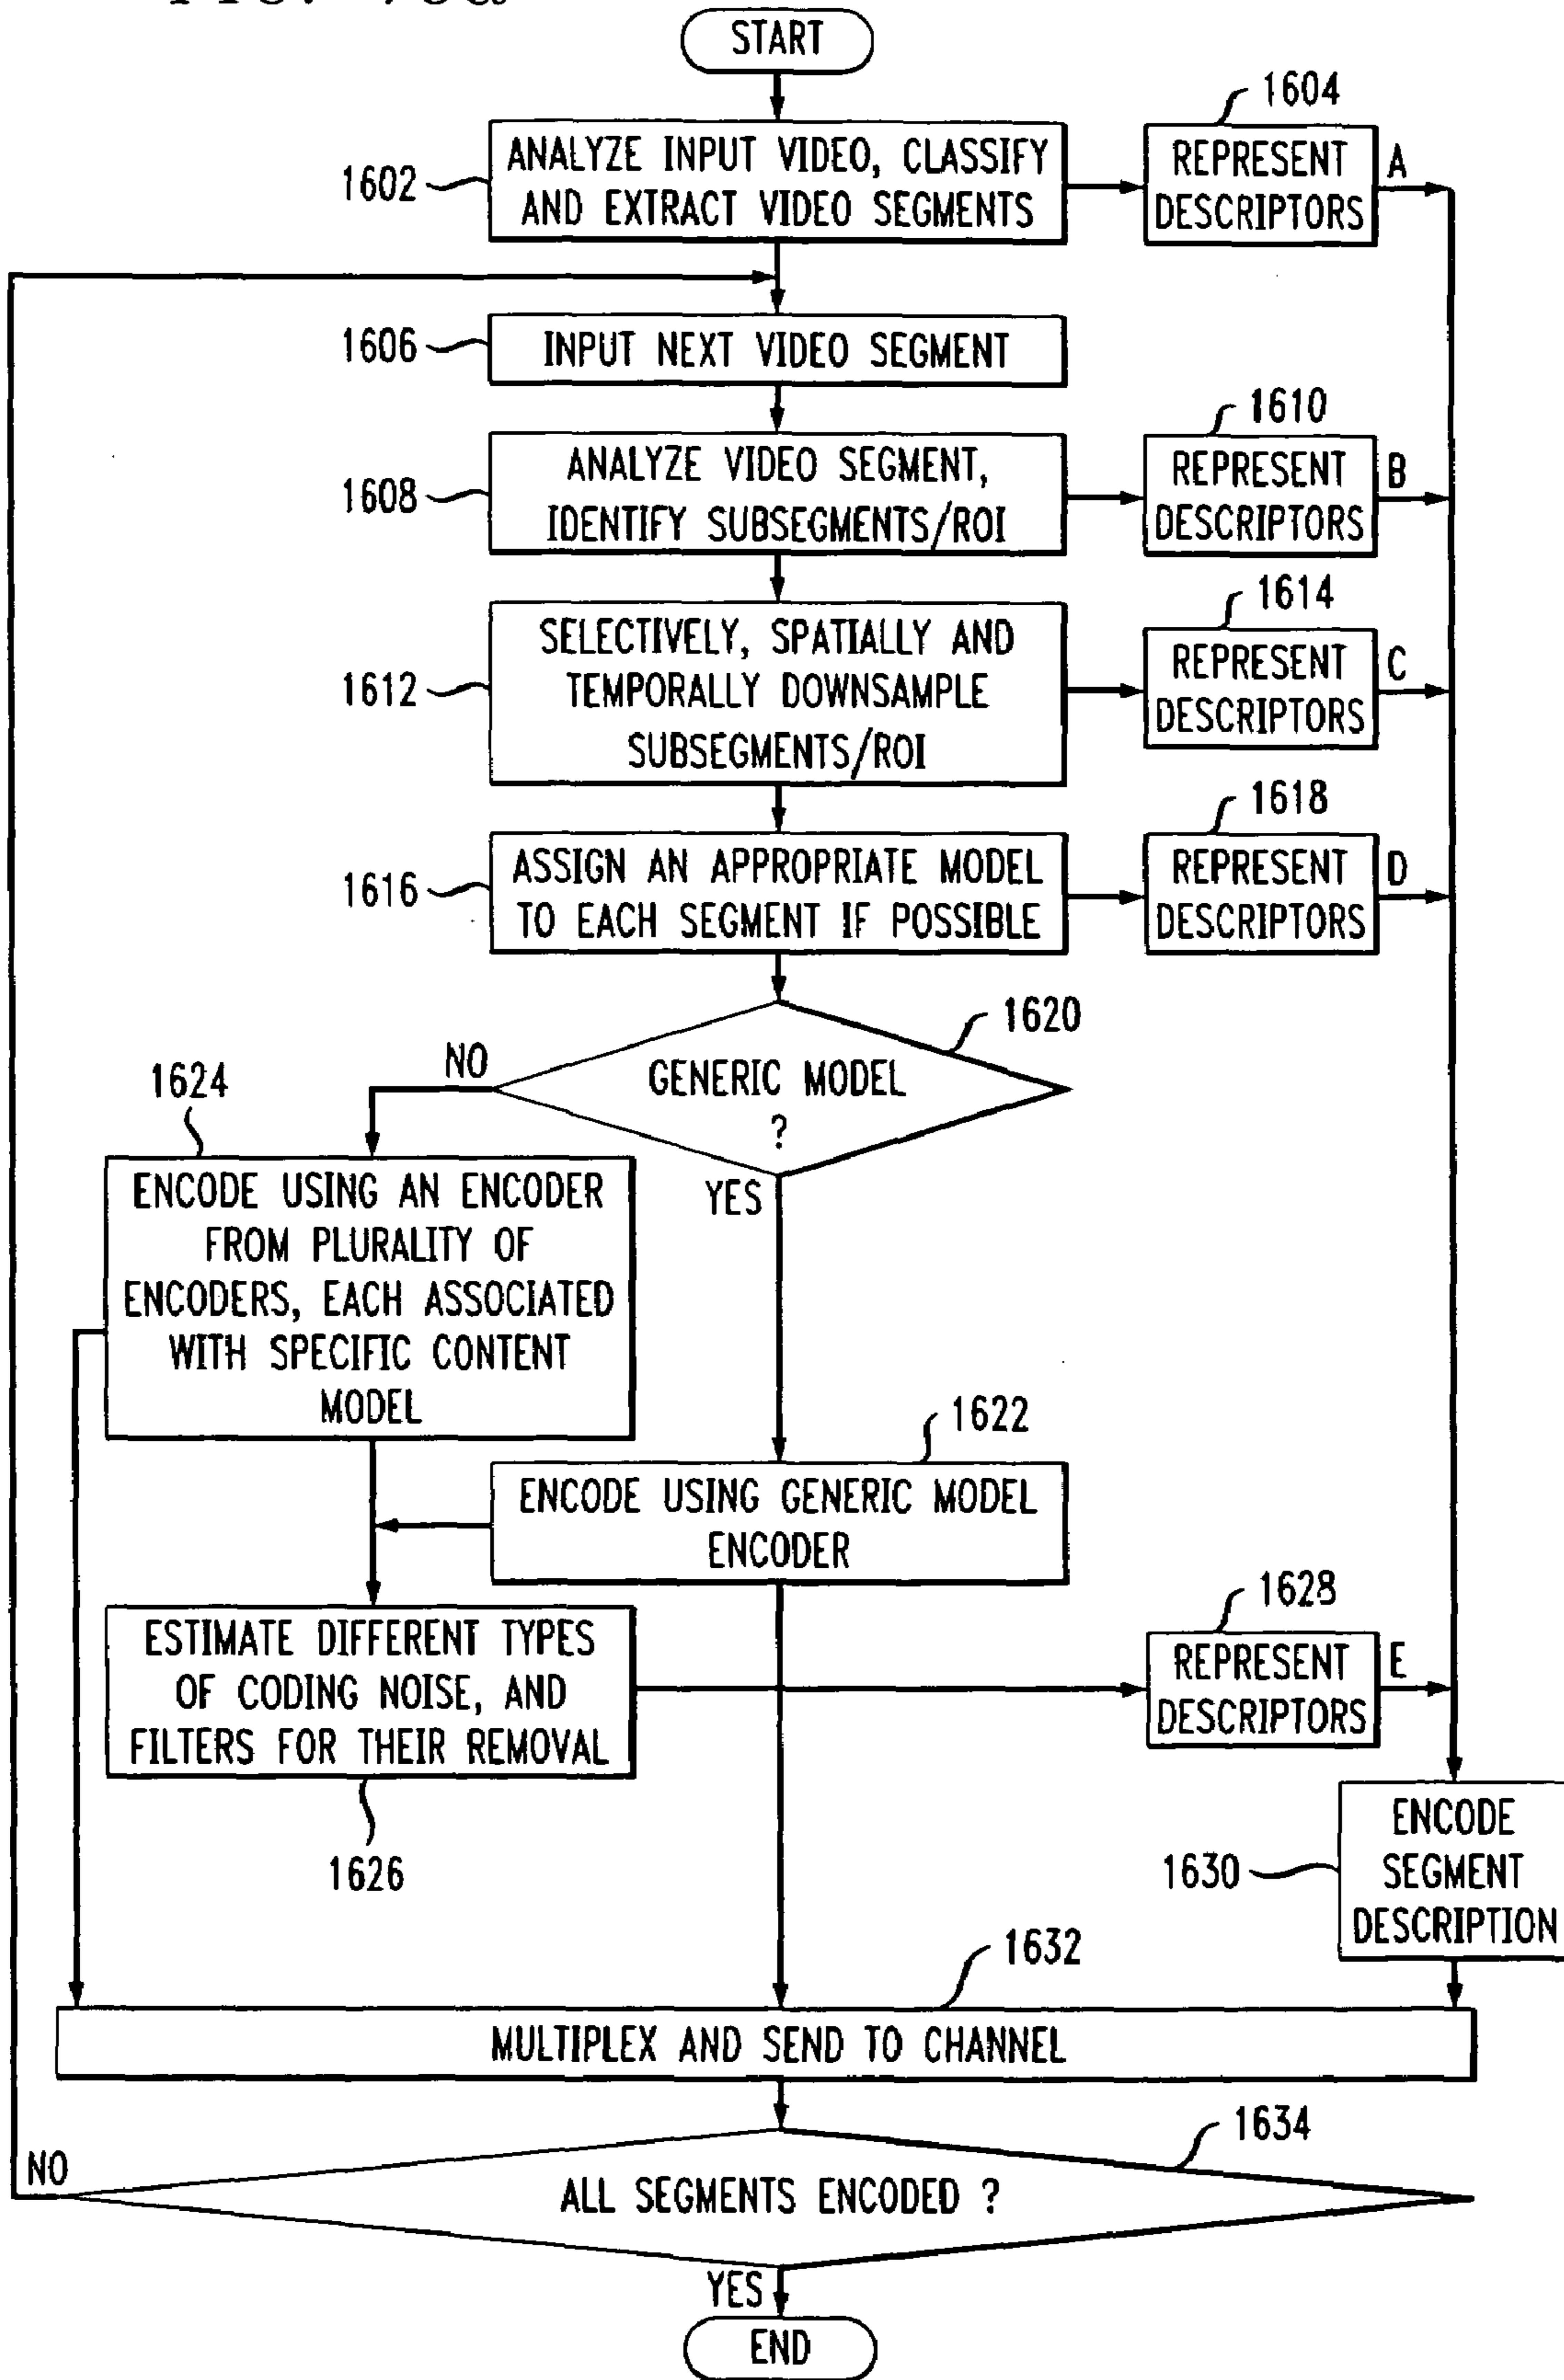 START
1604
ANALYZE INPUT VIDEO, CLASSIFY
AND EXTRACT VIDEO SEGMENTS
1602
REPRESENT
DESCRIPTORS
A
INPUT NEXT VIDEO SEGMENT
1606
1610
ANALYZE VIDEO SEGMENT,
IDENTIFY SUBSEGMENTS/ROI
1608
REPRESENT
DESCRIPTORS
B
1614
SELECTIVELY, SPATIALLY AND
TEMPORALLY DOWNSAMPLE
SUBSEGMENTS/ROI
1612
REPRESENT
DESCRIPTORS
C
1618
ASSIGN AN APPROPRIATE MODEL
TO EACH SEGMENT IF POSSIBLE
1616
REPRESENT
DESCRIPTORS
D
1620
GENERIC MODEL
?
NO
YES
1624
ENCODE USING AN ENCODER
FROM PLURALITY OF
ENCODERS, EACH ASSOCIATED
WITH SPECIFIC CONTENT
MODEL
1622
ENCODE USING GENERIC MODEL
ENCODER
1628
ESTIMATE DIFFERENT TYPES
OF CODING NOISE, AND
FILTERS FOR THEIR REMOVAL
1626
REPRESENT
DESCRIPTORS
E
ENCODE
SEGMENT
DESCRIPTION
1630
1632
MULTIPLEX AND SEND TO CHANNEL
1634
ALL SEGMENTS ENCODED ?
NO
YES
END